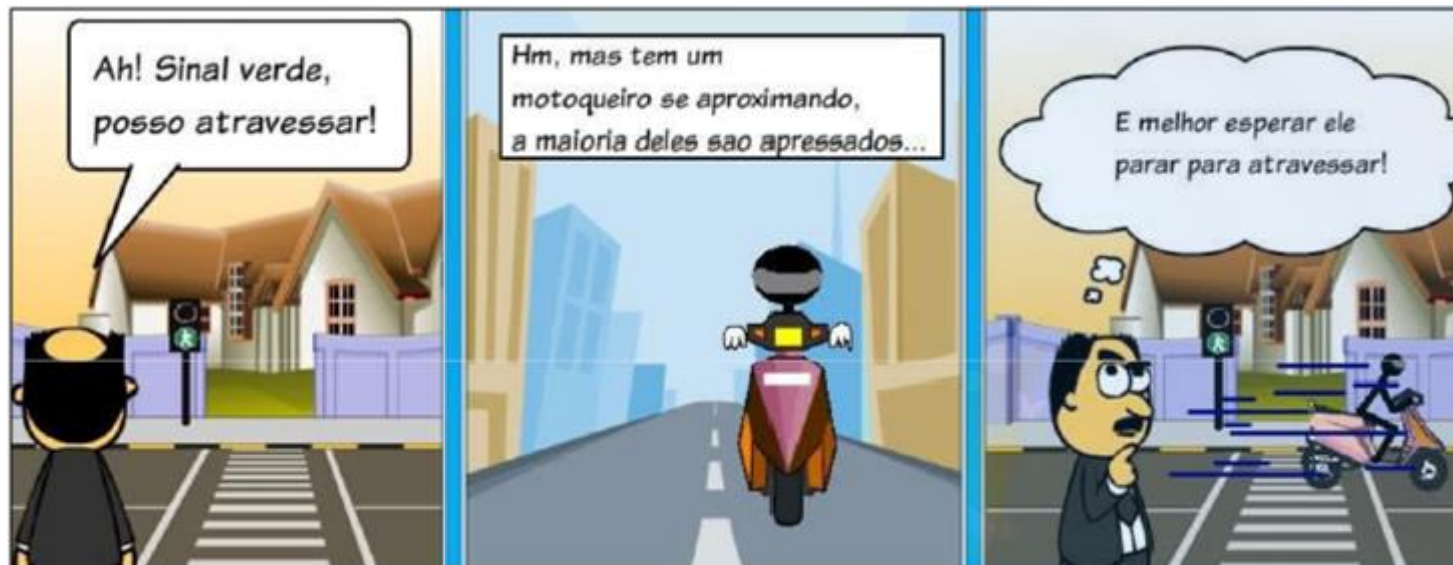 Ah! Sinal verde,
posso atravessar!
Hm, mas tem um
motoqueiro se aproximando,
a maioria deles sao apressados...
E melhor esperar ele
parar para atravessar!